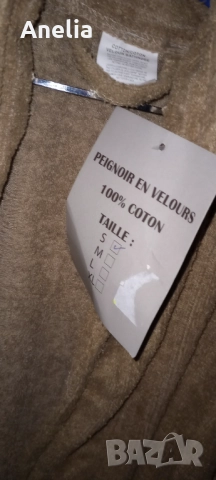 Anelia
PEIGNOIR EN VELOURS
100% COTON
TAILLE :
S
M
L
XL
BAZAR